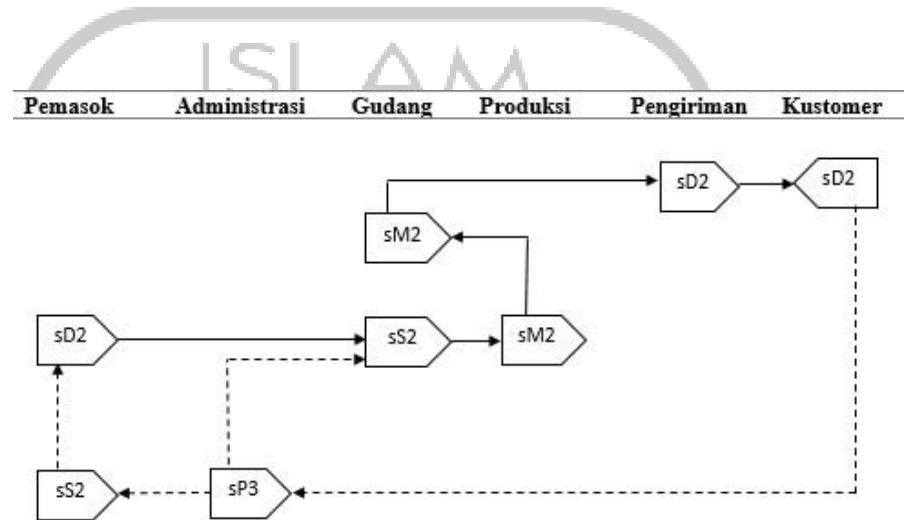 ISLAM
Pemasok Administrasi Gudang Produksi Pengiriman Kustomer
sD2 sD2
sM2
sD2 sS2 sM2
sS2 sP3